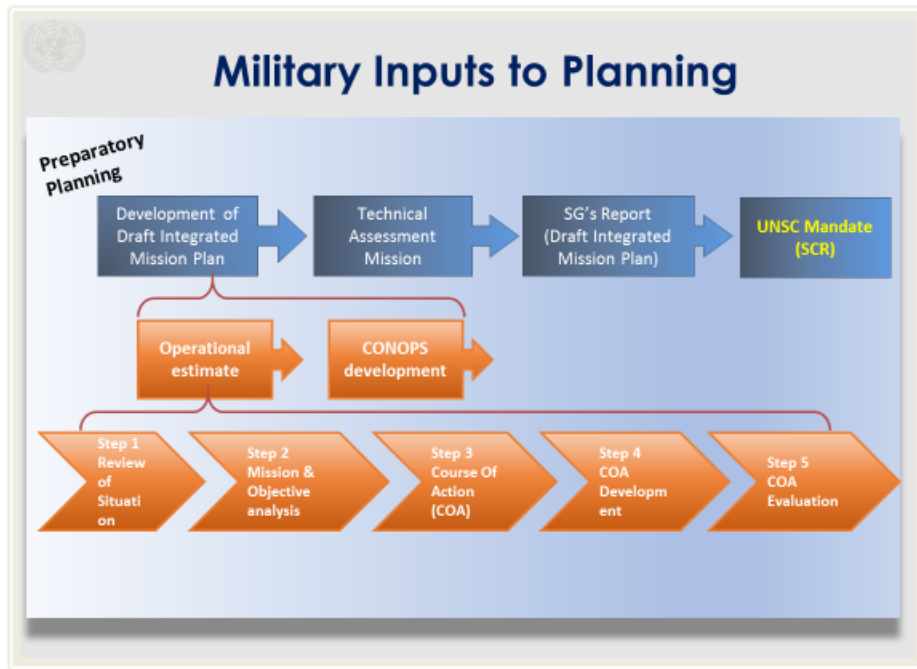 Military Inputs to Planning
Preparatory
Planning
Development of
Draft Integrated
Mission Plan
Technical
Assessment
Mission
SG's Report
(Draft Integrated
Mission Plan)
UNSC Mandate
(SCR)
Operational
estimate
CONOPS
development
Step 1
Review
of
Situati
on
Step 2
Mission &
Objective
analysis
Step 3
Course Of
Action
(COA)
Step 4
COA
Developm
ent
Step 5
COA
Evaluation